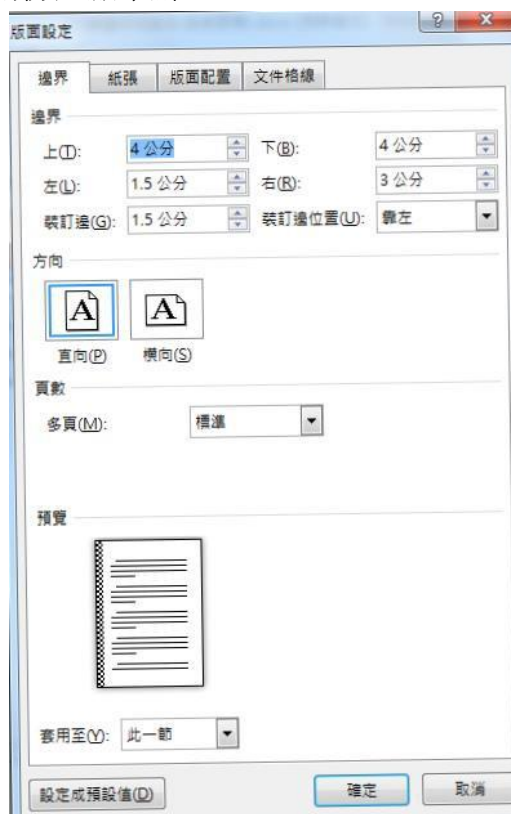 版面設定
邊界 紙張 版面配置 文件格線
邊界
上(T): 4 公分 下(B): 4 公分
左(L): 1.5 公分 右(R): 3 公分
裝訂邊(G): 1.5 公分 裝訂邊位置(U): 靠左
方向
A A
直向(P) 橫向(S)
頁數
多頁(M): 標準
預覽
套用至(Y): 此一節
設定成預設值(D) 確定 取消